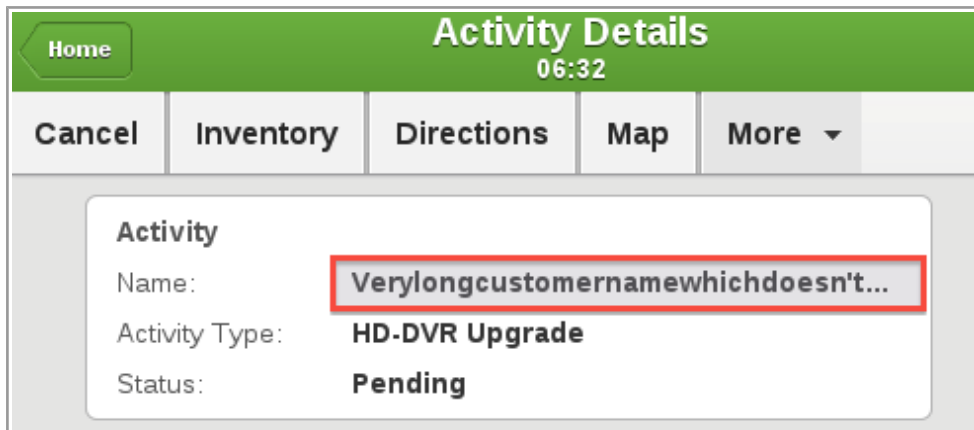 Home
Activity Details
06:32
Cancel Inventory Directions Map More
Activity
Name: Verylongcustomernamewhichdoesn't...
Activity Type: HD-DVR Upgrade
Status: Pending